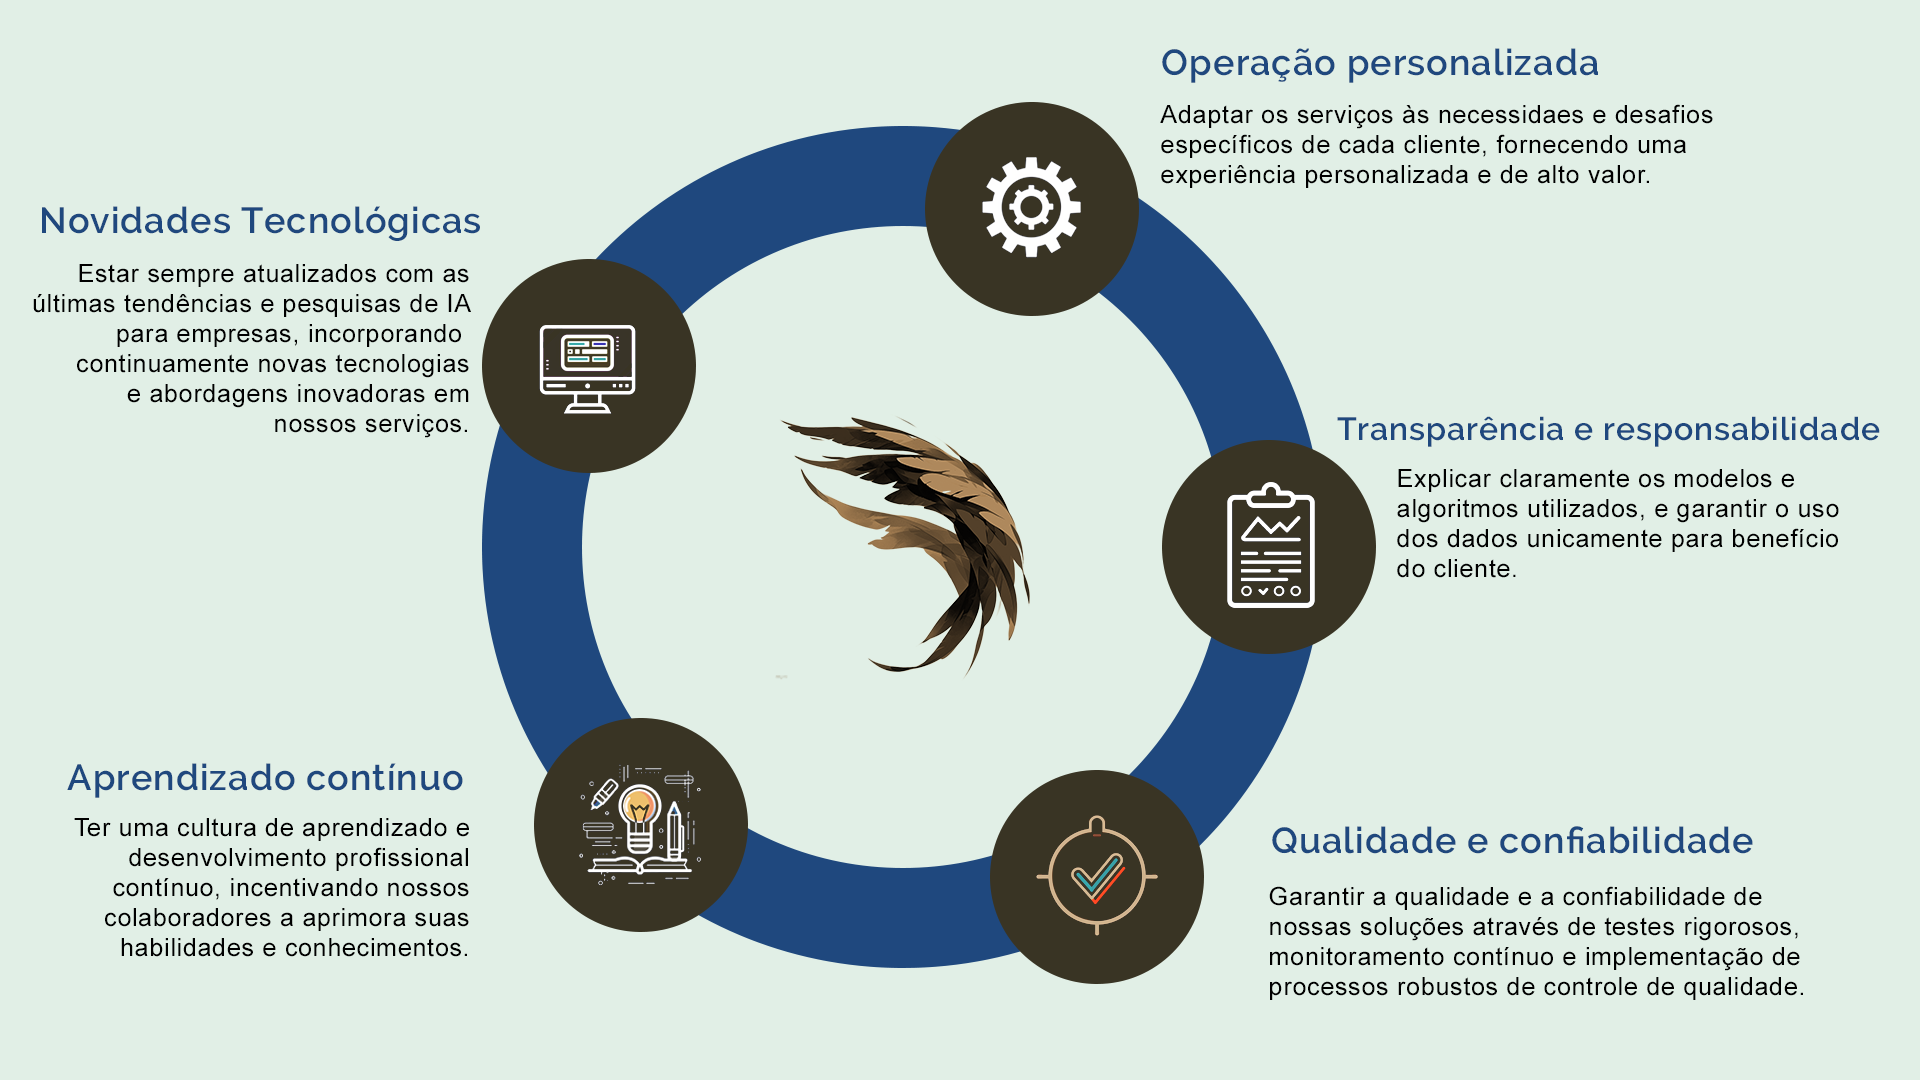 Operação personalizada
Adaptar os serviços às necessidaes e desafios
específicos de cada cliente, fornecendo uma
experiência personalizada e de alto valor.
Novidades Tecnológicas
Estar sempre atualizados com as
últimas tendências e pesquisas de IA
para empresas, incorporando
continuamente novas tecnologias
e abordagens inovadoras em
nossos serviços.
Transparência e responsabilidade
Explicar claramente os modelos e
algoritmos utilizados, e garantir o uso
dos dados unicamente para benefício
do cliente.
Aprendizado contínuo
Ter uma cultura de aprendizado e
desenvolvimento profissional
contínuo, incentivando nossos
colaboradores a aprimora suas
habilidades e conhecimentos.
Qualidade e confiabilidade
Garantir a qualidade e a confiabilidade de
nossas soluções através de testes rigorosos,
monitoramento contínuo e implementação de
processos robustos de controle de qualidade.